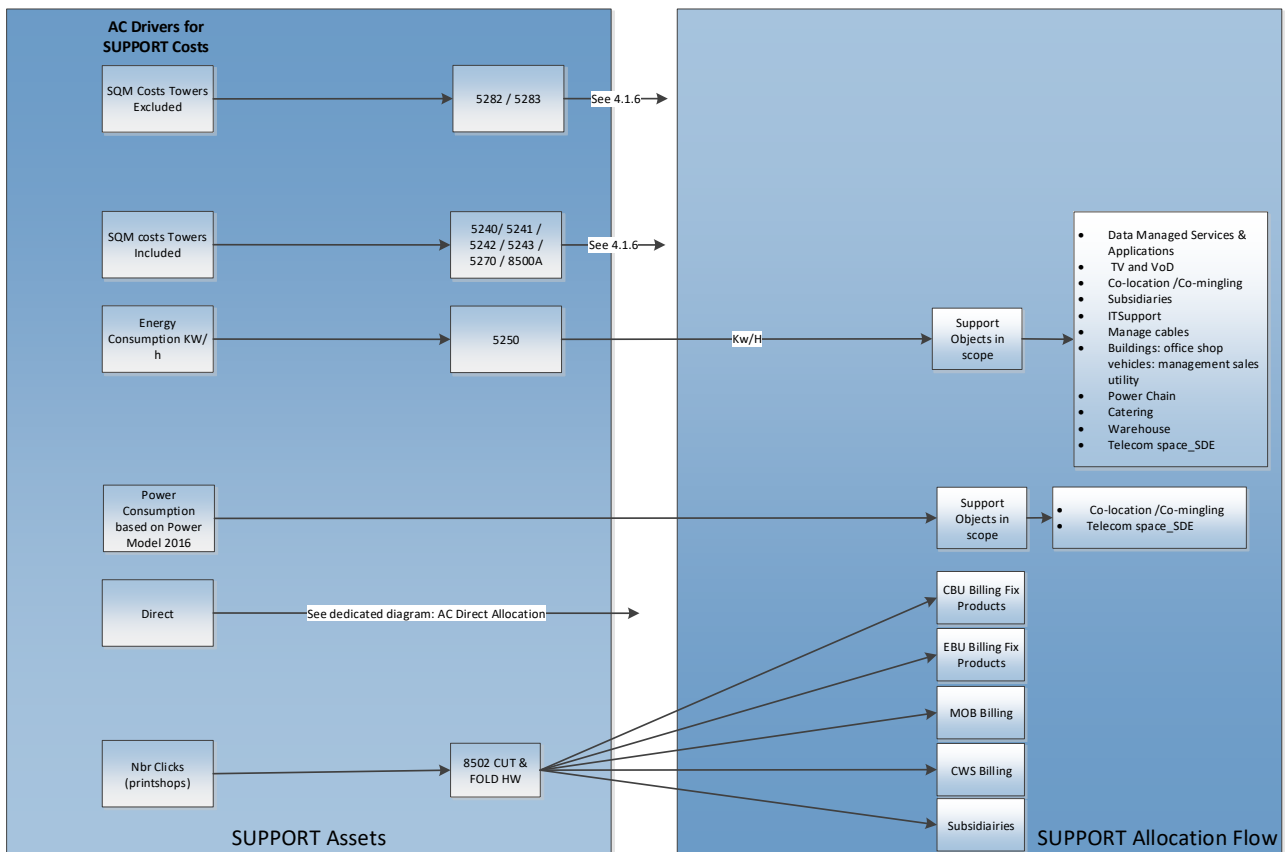 AC Drivers for
SUPPORT Costs
SQM Costs Towers
Excluded
5282 / 5283
See 4.1.6
SQM costs Towers
Included
5240/ 5241 /
5242 / 5243 /
5270 / 8500A
See 4.1.6
Energy
Consumption KW/
h
5250
Kw/H
Support
Objects in
scope
• Data Managed Services &
Applications
• TV and VoD
• Co-location /Co-mingling
• Subsidiaries
• ITSupport
• Manage cables
• Buildings: office shop
vehicles: management sales
utility
• Power Chain
• Catering
• Warehouse
• Telecom space_SDE
Power
Consumption
based on Power
Model 2016
Support
Objects in
scope
• Co-location /Co-mingling
• Telecom space_SDE
Direct
See dedicated diagram: AC Direct Allocation
Nbr Clicks
(printshops)
8502 CUT &
FOLD HW
CBU Billing Fix
Products
EBU Billing Fix
Products
MOB Billing
CWS Billing
Subsidiairies
SUPPORT Assets
SUPPORT Allocation Flow